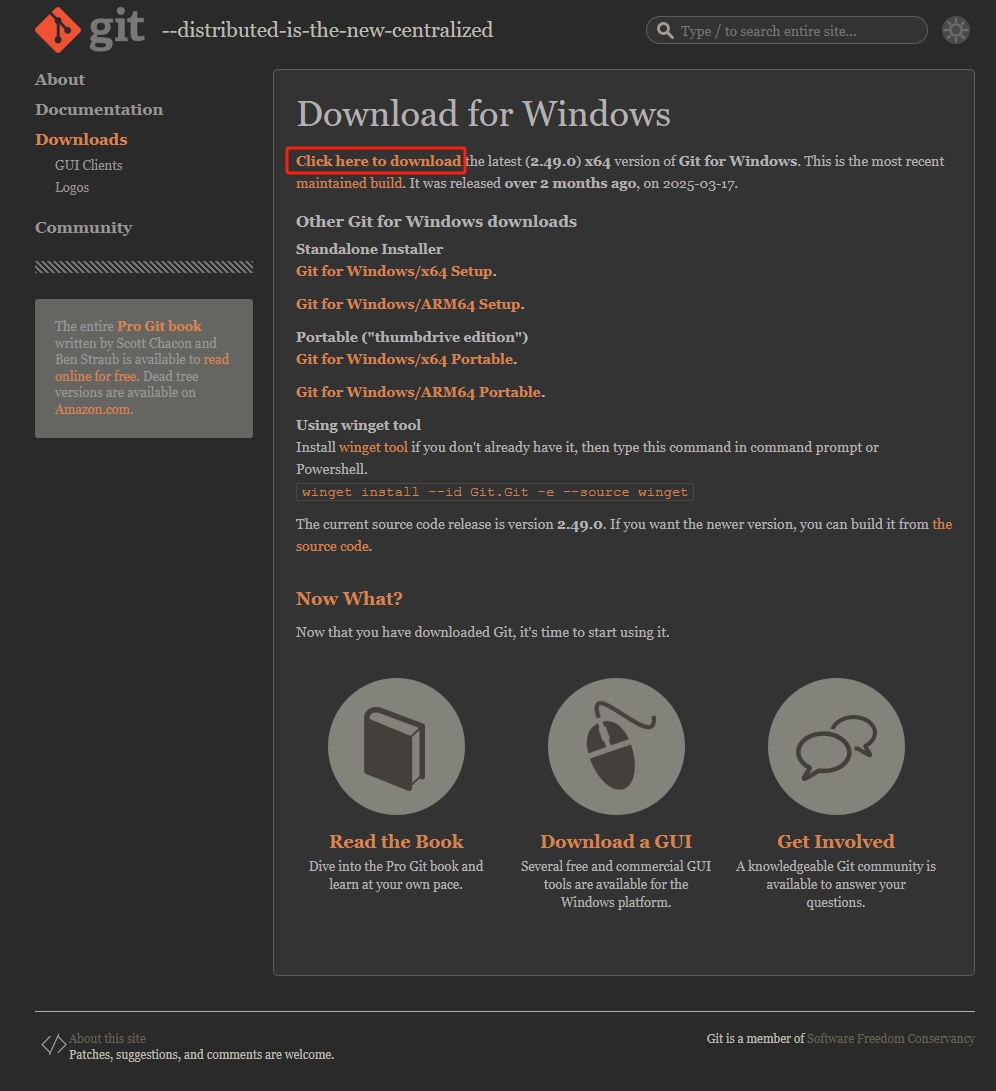 git --distributed-is-the-new-centralized
Type / to search entire site...
About
Documentation
Downloads
GUI Clients
Logos
Community
The entire Pro Git book
written by Scott Chacon and
Ben Straub is available to read
online for free. Dead tree
versions are available on
Amazon.com.
Download for Windows
Click here to download the latest (2.49.0) x64 version of Git for Windows. This is the most recent
maintained build. It was released over 2 months ago, on 2025-03-17.
Other Git for Windows downloads
Standalone Installer
Git for Windows/x64 Setup.
Git for Windows/ARM64 Setup.
Portable ("thumbdrive edition")
Git for Windows/x64 Portable.
Git for Windows/ARM64 Portable.
Using winget tool
Install winget tool if you don't already have it, then type this command in command prompt or
Powershell.
winget install --id Git.Git -e --source winget
The current source code release is version 2.49.0. If you want the newer version, you can build it from the
source code.
Now What?
Now that you have downloaded Git, it's time to start using it.
Read the Book
Dive into the Pro Git book and
learn at your own pace.
Download a GUI
Several free and commercial GUI
tools are available for the
Windows platform.
Get Involved
A knowledgeable Git community is
available to answer your
questions.
About this site
Patches, suggestions, and comments are welcome.
Git is a member of Software Freedom Conservancy